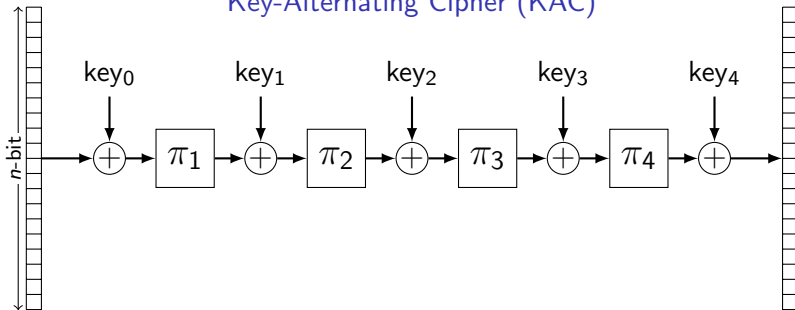 Key-Alternating Cipher (KAC)
key₀ key₁ key₂ key₃ key₄
n-bit
+ π₁ + π₂ + π₃ + π₄ +